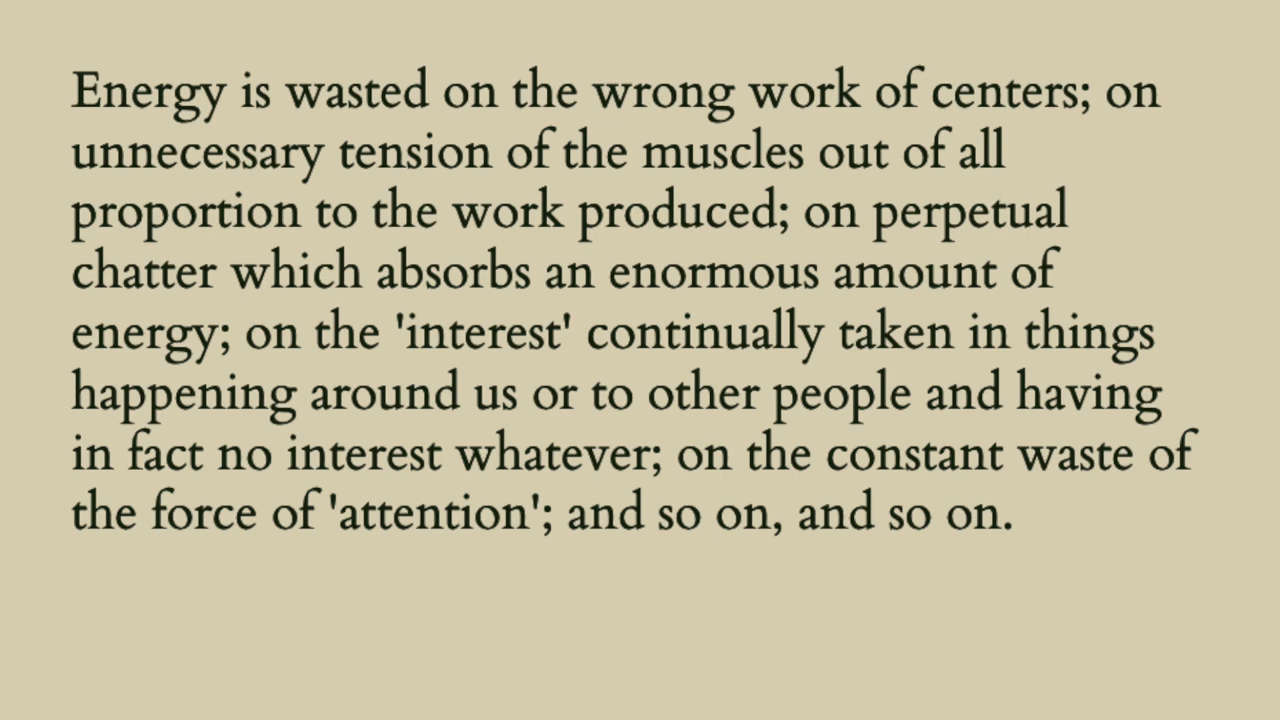 Energy is wasted on the wrong work of centers; on
unnecessary tension of the muscles out of all
proportion to the work produced; on perpetual
chatter which absorbs an enormous amount of
energy; on the 'interest' continually taken in things
happening around us or to other people and having
in fact no interest whatever; on the constant waste of
the force of 'attention'; and so on, and so on.